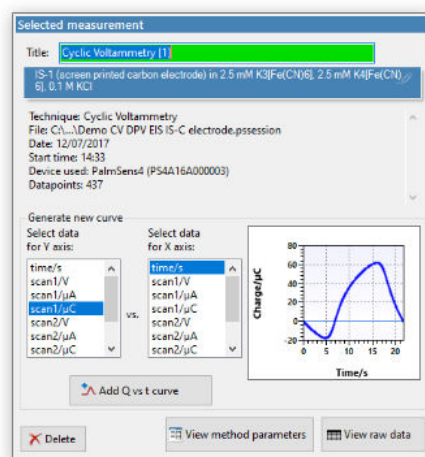 Selected measurement
Title: Cyclic Voltammetry [1]
IS-1 (screen printed carbon electrode) in 2.5 mM K3[Fe(CN)6], 2.5 mM K4[Fe(CN)
6], 0.1 M KCl
Technique: Cyclic Voltammetry
File: C:\...\Demo CV DPV EIS IS-C electrode.pssession
Date: 12/07/2017
Start time: 14:33
Device used: PalmSens4 (PS4A16A000003)
Datapoints: 437
Generate new curve
Select data
for Y axis:
time/s
scan1/V
scan1/µA
scan1/µC
scan2/V
scan2/µA
scan2/µC
vs.
Select data
for X axis:
time/s
scan1/V
scan1/µA
scan1/µC
scan2/V
scan2/µA
scan2/µC
Charge/µC
80
60
40
20
0
-20
0 5 10 15 20
Time/s
Add Q vs t curve
Delete
View method parameters
View raw data